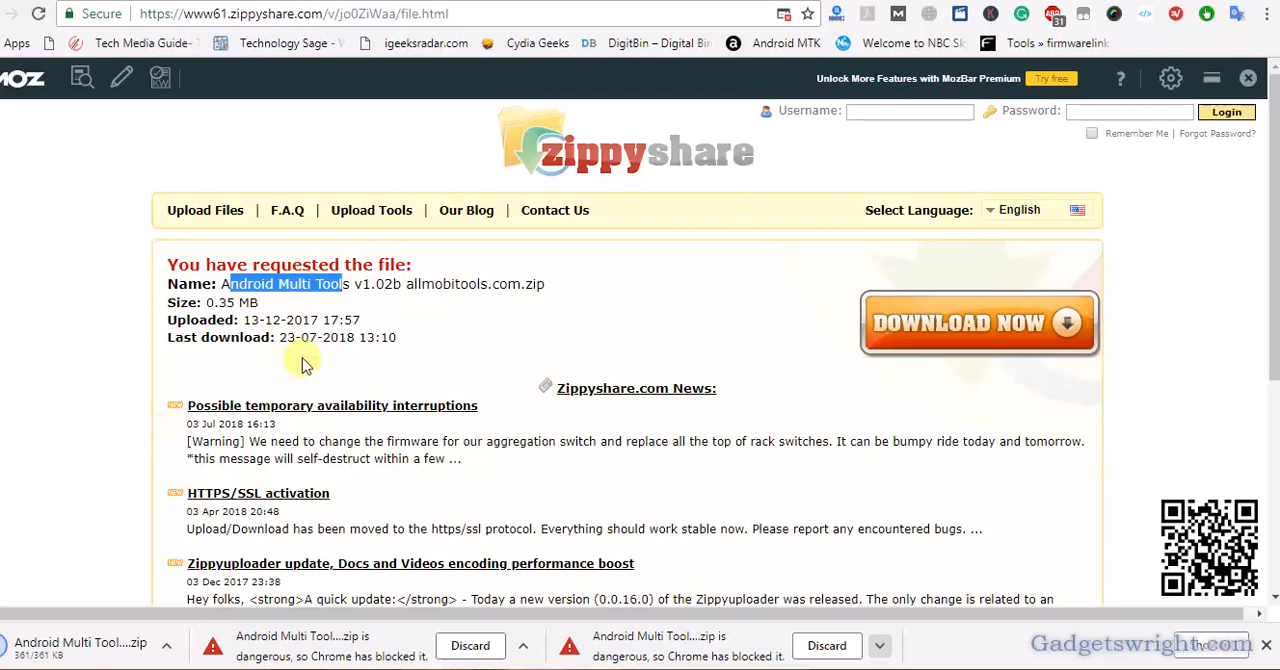 Secure https://www61.zippyshare.com/v/jo0ZiWaa/file.html
Apps Tech Media Guide- Technology Sage - igeeksradar.com Cydia Geeks DB DigitBin – Digital Android MTK Welcome to NBC Tools » firmwarelink
MOZ Unlock More Features with MozBar Premium Try free ?
Username: Password: Login
Remember Me | Forgot Password?
zippyshare
Upload Files | F.A.Q | Upload Tools | Our Blog | Contact Us Select Language: English
You have requested the file:
Name: Android Multi Tools v1.02b allmobitools.com.zip
Size: 0.35 MB
Uploaded: 13-12-2017 17:57
Last download: 23-07-2018 13:10
DOWNLOAD NOW
Zippyshare.com News:
NEW Possible temporary availability interruptions
03 Jul 2018 16:13
[Warning] We need to change the firmware for our aggregation switch and replace all the top of rack switches. It can be bumpy ride today and tomorrow.
*this message will self-destruct within a few ...
NEW HTTPS/SSL activation
03 Apr 2018 20:48
Upload/Download has been moved to the https/ssl protocol. Everything should work stable now. Please report any encountered bugs. ...
NEW Zippyuploader update, Docs and Videos encoding performance boost
03 Dec 2017 23:38
Hey folks, <strong>A quick update:</strong> - Today a new version (0.0.16.0) of the Zippyuploader was released. The only change is related to an
Android Multi Tool....zip
361/361 KB
Android Multi Tool....zip is
dangerous, so Chrome has blocked it.
Discard
Android Multi Tool....zip is
dangerous, so Chrome has blocked it.
Discard
Gadgetswright.com